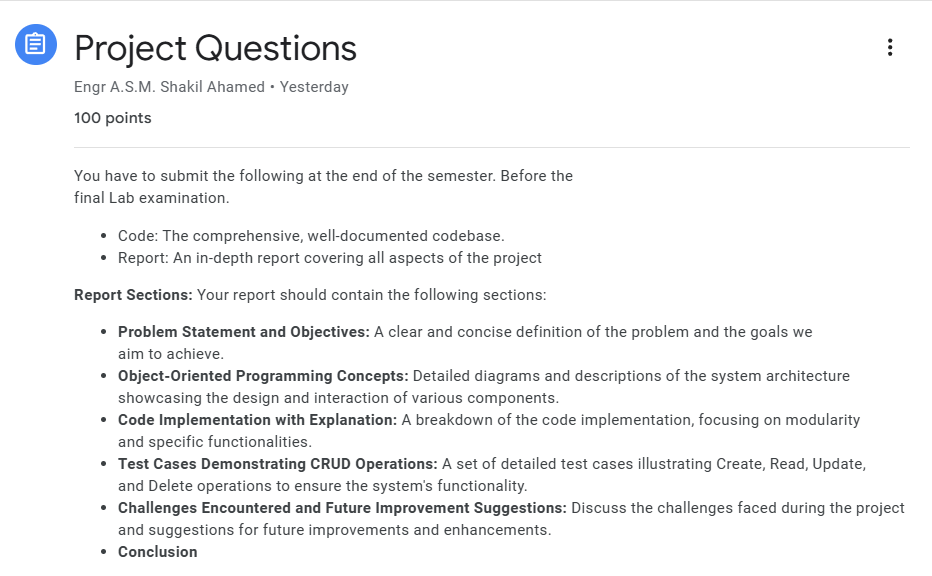 Project Questions
Engr A.S.M. Shakil Ahamed • Yesterday
100 points
You have to submit the following at the end of the semester. Before the
final Lab examination.
• Code: The comprehensive, well-documented codebase.
• Report: An in-depth report covering all aspects of the project
Report Sections: Your report should contain the following sections:
• Problem Statement and Objectives: A clear and concise definition of the problem and the goals we
aim to achieve.
• Object-Oriented Programming Concepts: Detailed diagrams and descriptions of the system architecture
showcasing the design and interaction of various components.
• Code Implementation with Explanation: A breakdown of the code implementation, focusing on modularity
and specific functionalities.
• Test Cases Demonstrating CRUD Operations: A set of detailed test cases illustrating Create, Read, Update,
and Delete operations to ensure the system's functionality.
• Challenges Encountered and Future Improvement Suggestions: Discuss the challenges faced during the project
and suggestions for future improvements and enhancements.
• Conclusion